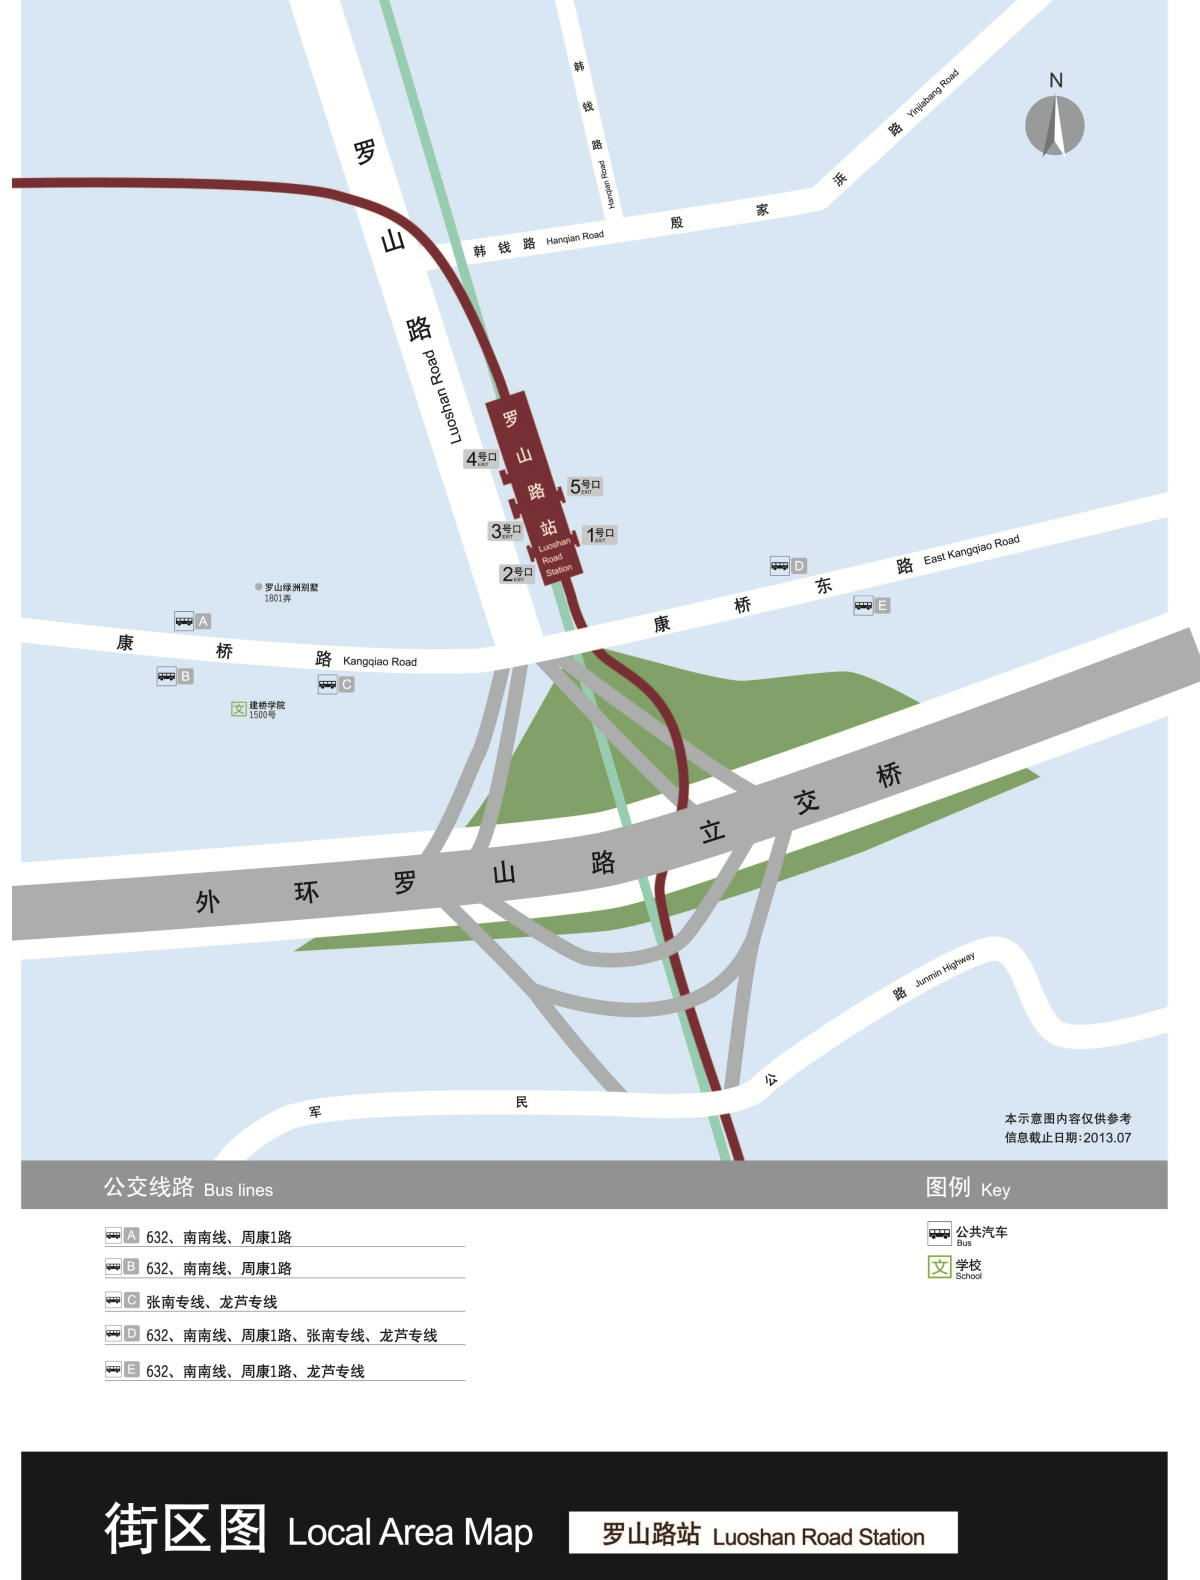 N
韩钱路 Hanqian Road
殷家浜路 Yinjiabang Road
罗山路 Luoshan Road
韩钱路 Hanqian Road
罗山路站
Luoshan
Road
Station
4号口
EXIT
5号口
EXIT
3号口
EXIT
1号口
EXIT
2号口
EXIT
康桥东路 East Kangqiao Road
D
E
罗山绿洲别墅
1801弄
A
康桥路 Kangqiao Road
B
C
文 建桥学院
1500号
外环罗山路立交桥
军民公路 Junmin Highway
本示意图内容仅供参考
信息截止日期:2013.07
公交线路 Bus lines
A 632、南南线、周康1路
B 632、南南线、周康1路
C 张南专线、龙芦专线
D 632、南南线、周康1路、张南专线、龙芦专线
E 632、南南线、周康1路、龙芦专线
图例 Key
公共汽车
Bus
文 学校
School
街区图 Local Area Map
罗山路站 Luoshan Road Station